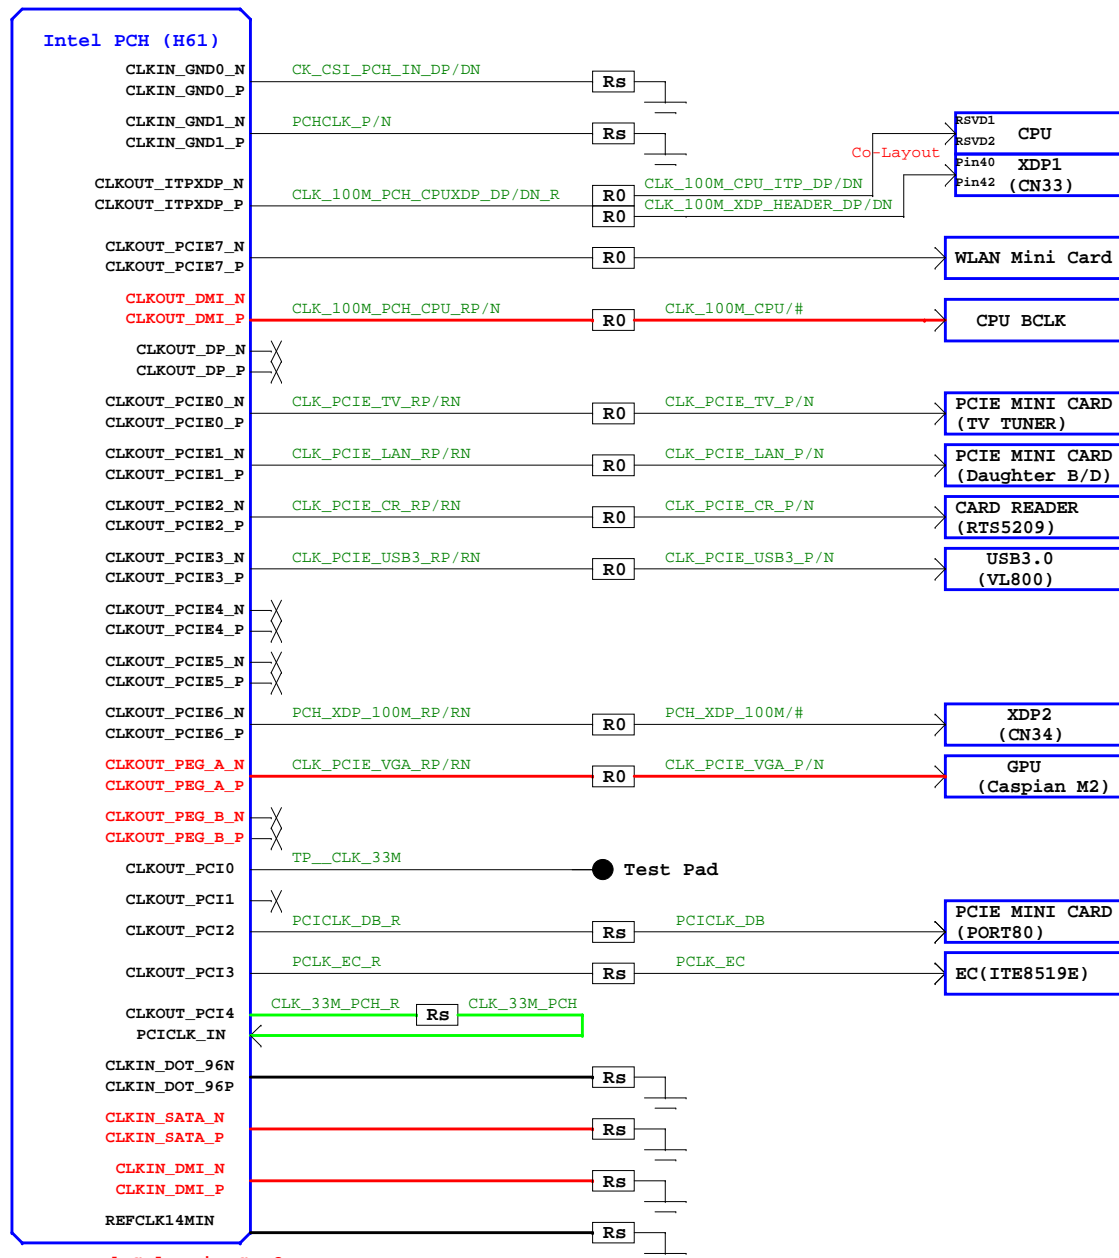 Intel PCH (H61)
CLKIN_GND0_N CK_CSI_PCH_IN_DP/DN
Rs
CLKIN_GND0_P
CLKIN_GND1_N PCHCLK_P/N
Rs
CLKIN_GND1_P
RSVD1
CPU
RSVD2
Co-Layout
Pin40 XDP1
Pin42 (CN33)
CLKOUT_ITPXDP_N CLK_100M_CPU_ITP_DP/DN
CLK_100M_PCH_CPUXDP_DP/DN_R R0
CLKOUT_ITPXDP_P CLK_100M_XDP_HEADER_DP/DN
R0
CLKOUT_PCIE7_N
R0 WLAN Mini Card
CLKOUT_PCIE7_P
CLKOUT_DMI_N
CLK_100M_PCH_CPU_RP/N CLK_100M_CPU/#
CLKOUT_DMI_P R0 CPU BCLK
CLKOUT_DP_N
CLKOUT_DP_P
CLKOUT_PCIE0_N CLK_PCIE_TV_RP/RN CLK_PCIE_TV_P/N PCIE MINI CARD
R0
CLKOUT_PCIE0_P (TV TUNER)
CLKOUT_PCIE1_N CLK_PCIE_LAN_RP/RN CLK_PCIE_LAN_P/N PCIE MINI CARD
R0
CLKOUT_PCIE1_P (Daughter B/D)
CLKOUT_PCIE2_N CLK_PCIE_CR_RP/RN CLK_PCIE_CR_P/N CARD READER
R0
CLKOUT_PCIE2_P (RTS5209)
CLKOUT_PCIE3_N CLK_PCIE_USB3_RP/RN CLK_PCIE_USB3_P/N USB3.0
R0
CLKOUT_PCIE3_P (VL800)
CLKOUT_PCIE4_N
CLKOUT_PCIE4_P
CLKOUT_PCIE5_N
CLKOUT_PCIE5_P
CLKOUT_PCIE6_N PCH_XDP_100M_RP/RN PCH_XDP_100M/# XDP2
R0
CLKOUT_PCIE6_P (CN34)
CLKOUT_PEG_A_N CLK_PCIE_VGA_RP/RN CLK_PCIE_VGA_P/N GPU
R0
CLKOUT_PEG_A_P (Caspian M2)
CLKOUT_PEG_B_N
CLKOUT_PEG_B_P
TP__CLK_33M
CLKOUT_PCI0 Test Pad
CLKOUT_PCI1
PCICLK_DB_R PCICLK_DB PCIE MINI CARD
CLKOUT_PCI2 Rs (PORT80)
PCLK_EC_R PCLK_EC
CLKOUT_PCI3 Rs EC(ITE8519E)
CLK_33M_PCH_R CLK_33M_PCH
CLKOUT_PCI4 Rs
PCICLK_IN
CLKIN_DOT_96N
Rs
CLKIN_DOT_96P
CLKIN_SATA_N
Rs
CLKIN_SATA_P
CLKIN_DMI_N
Rs
CLKIN_DMI_P
REFCLK14MIN
Rs